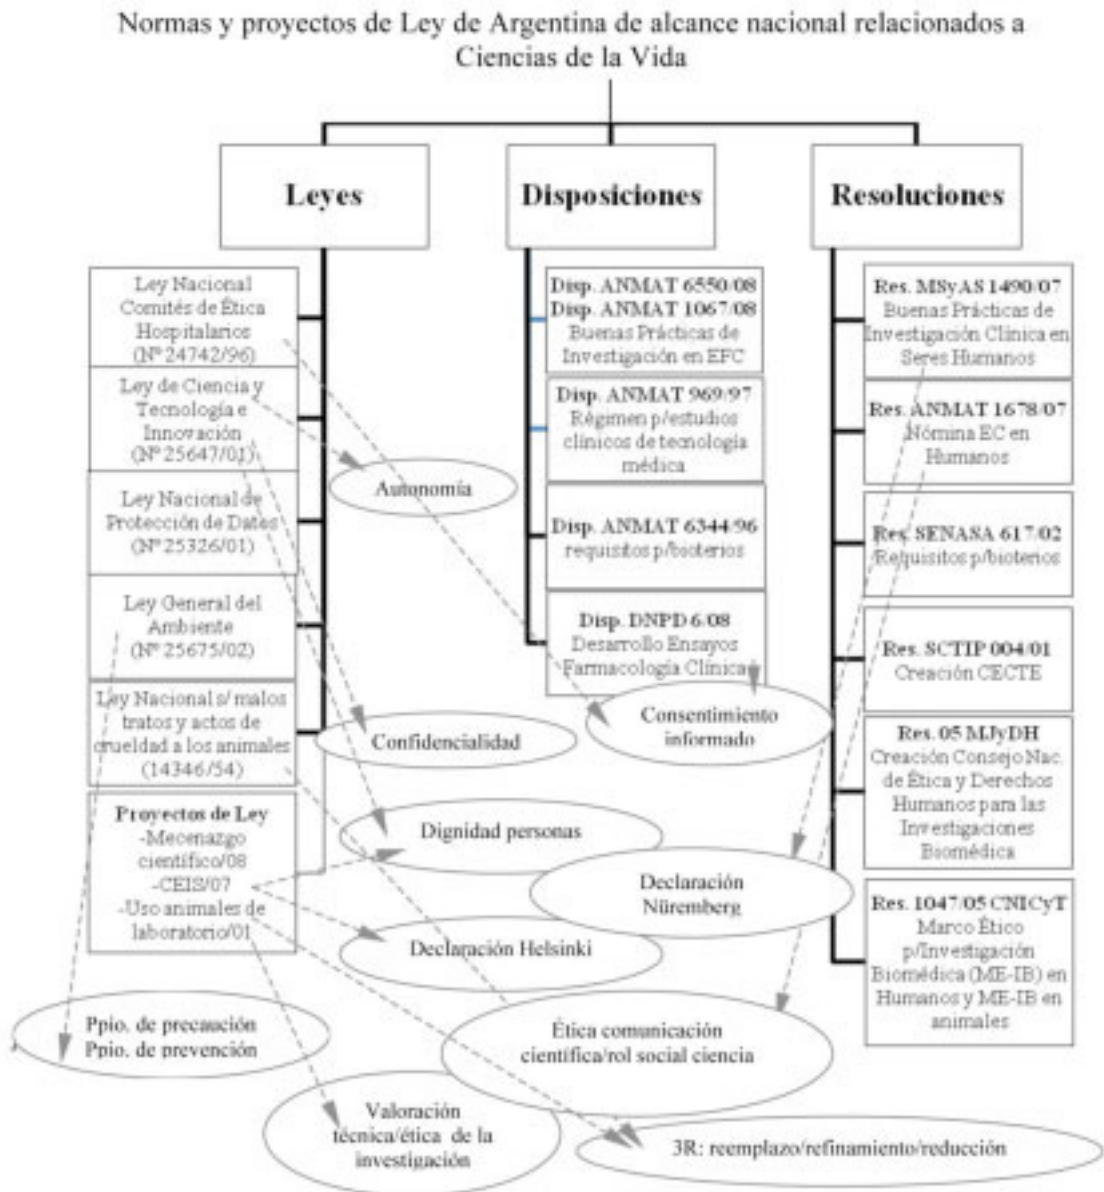 Normas y proyectos de Ley de Argentina de alcance nacional relacionados a
Ciencias de la Vida
Leyes
Disposiciones
Resoluciones
Ley Nacional
Comités de Ética
Hospitalarios
(Nº 24742/96)
Ley de Ciencia y
Tecnología e
Innovación
(Nº 25647/01)
Ley Nacional de
Protección de Datos
(Nº 25326/01)
Ley General del
Ambiente
(Nº 25675/02)
Ley Nacional s/ malos
tratos y actos de
crueldad a los animales
(14346/54)
Proyectos de Ley
-Mecenazgo
científico/08
-CEIS/07
-Uso animales de
laboratorio/01
Disp. ANMAT 6550/08
Disp. ANMAT 1067/08
Buenas Prácticas de
Investigación en EFC
Disp. ANMAT 969/97
Régimen p/estudios
clínicos de tecnología
médica
Disp. ANMAT 6344/96
requisitos p/bioterios
Disp. DNPD 6/08
Desarrollo Ensayos
Farmacología Clínica
Res. MSyAS 1490/07
Buenas Prácticas de
Investigación Clínica en
Seres Humanos
Res. ANMAT 1678/07
Nómina EC en
Humanos
Res. SENASA 617/02
Requisitos p/bioterios
Res. SCTIP 004/01
Creación CECTE
Res. 05 MJyDH
Creación Consejo Nac.
de Ética y Derechos
Humanos para las
Investigaciones
Biomédica
Res. 1047/05 CNICyT
Marco Ético
p/Investigación
Biomédica (ME-IB) en
Humanos y ME-IB en
animales
Autonomía
Consentimiento
informado
Confidencialidad
Dignidad personas
Declaración
Nüremberg
Declaración Helsinki
Ppio. de precaución
Ppio. de prevención
Ética comunicación
científica/rol social ciencia
Valoración
técnica/ética de la
investigación
3R: reemplazo/refinamiento/reducción